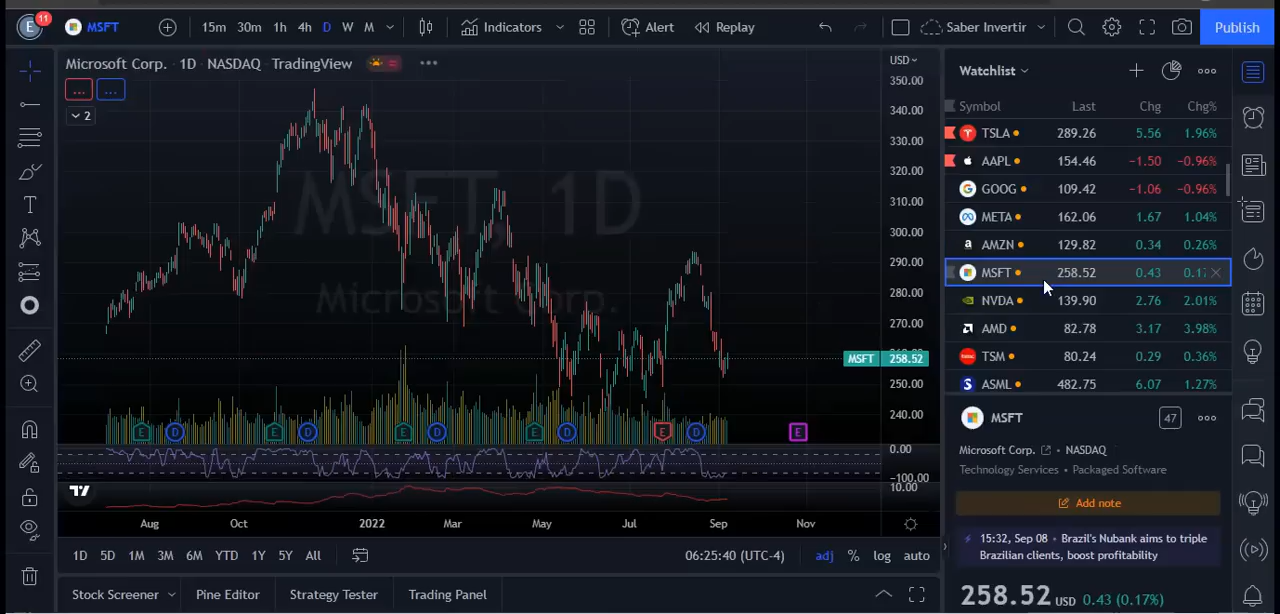 11
E
MSFT
15m 30m 1h 4h D W M
Indicators
Alert
Replay
Saber Invertir
Publish
Microsoft Corp. 1D NASDAQ TradingView
... ...
2
MSFT, 1D
Microsoft Corp.
USD
350.00
340.00
330.00
320.00
310.00
300.00
290.00
280.00
270.00
MSFT 258.52
250.00
240.00
E D E D E D E D E D E
0.00
−100.00
10.00
Aug Oct 2022 Mar May Jul Sep Nov
1D 5D 1M 3M 6M YTD 1Y 5Y All
06:25:40 (UTC-4) adj % log auto
Stock Screener Pine Editor Strategy Tester Trading Panel
Watchlist
Symbol Last Chg Chg%
TSLA 289.26 5.56 1.96%
AAPL 154.46 −1.50 −0.96%
GOOG 109.42 −1.06 −0.96%
META 162.06 1.67 1.04%
AMZN 129.82 0.34 0.26%
MSFT 258.52 0.43
NVDA 139.90 2.76 2.01%
AMD 82.78 3.17 3.98%
TSM 80.24 0.29 0.36%
ASML 482.75 6.07 1.27%
MSFT
47
Microsoft Corp. • NASDAQ
Technology Services • Packaged Software
Add note
15:32, Sep 08 • Brazil's Nubank aims to triple
Brazilian clients, boost profitability
258.52 USD 0.43 (0.17%)